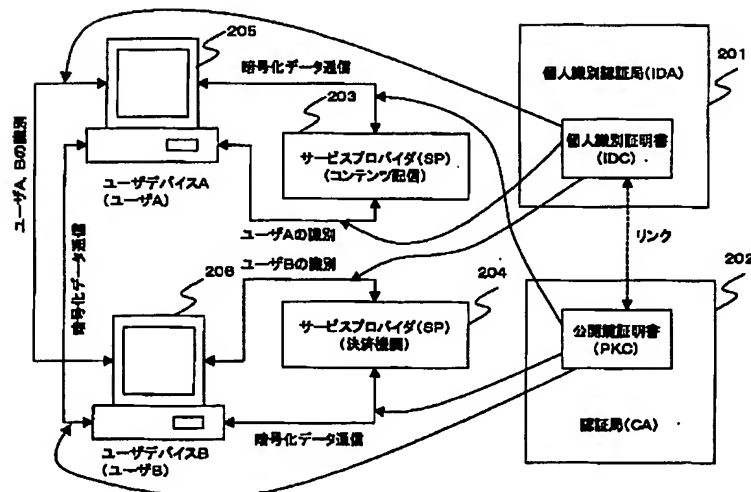 205
暗号化データ通信
203
サービスプロバイダ(SP)
(コンテンツ配信)
個人識別認証局(IDA)
201
個人識別証明書
(IDC)
ユーザA, Bの識別
ユーザデバイスA
(ユーザA)
ユーザAの識別
リンク
暗号化データ通信
206
ユーザBの識別
204
サービスプロバイダ(SP)
(決済機関)
202
公開鍵証明書
(PKC)
認証局(CA)
暗号化データ通信
ユーザデバイスB
(ユーザB)